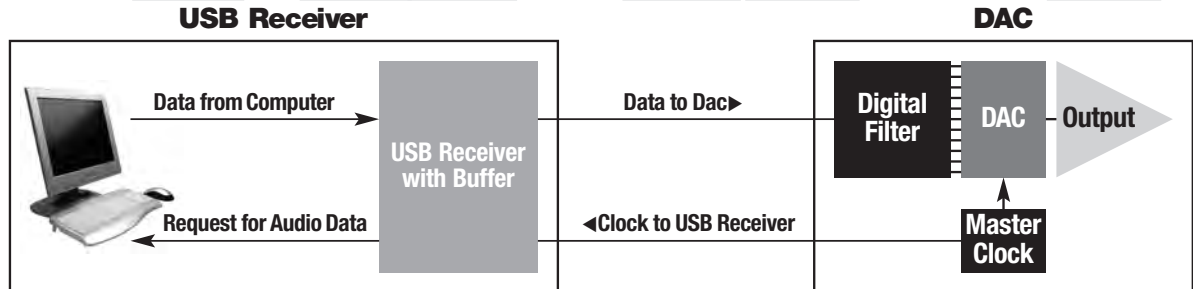 USB Receiver
DAC
Data from Computer
USB Receiver
with Buffer
Request for Audio Data
Data to Dac▶
◀Clock to USB Receiver
Digital
Filter
DAC
Output
Master
Clock